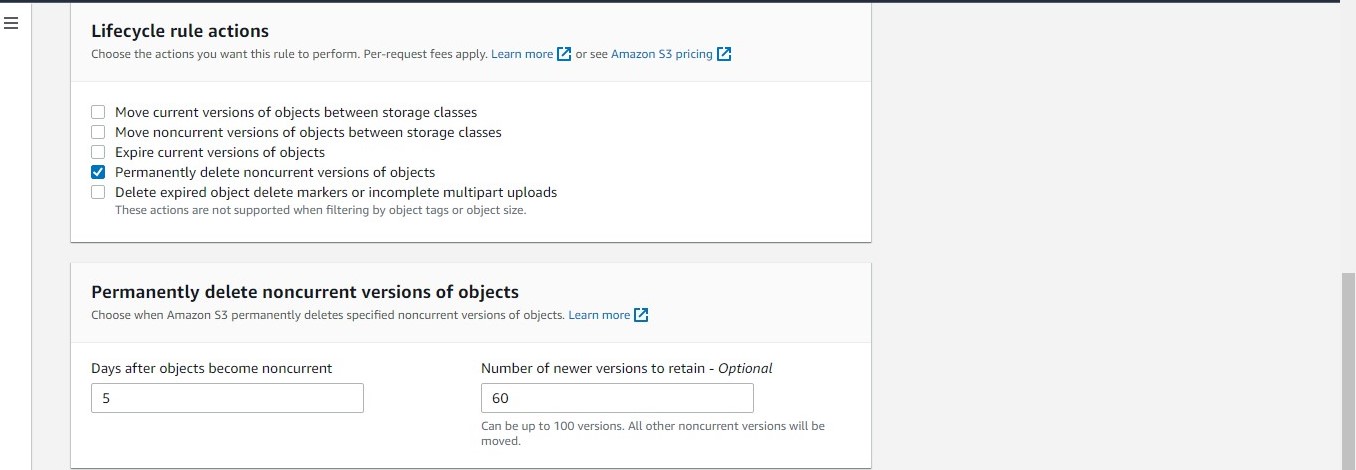 Lifecycle rule actions
Choose the actions you want this rule to perform. Per-request fees apply. Learn more or see Amazon S3 pricing
Move current versions of objects between storage classes
Move noncurrent versions of objects between storage classes
Expire current versions of objects
Permanently delete noncurrent versions of objects
Delete expired object delete markers or incomplete multipart uploads
These actions are not supported when filtering by object tags or object size.
Permanently delete noncurrent versions of objects
Choose when Amazon S3 permanently deletes specified noncurrent versions of objects. Learn more
Days after objects become noncurrent
5
Number of newer versions to retain - Optional
60
Can be up to 100 versions. All other noncurrent versions will be
moved.